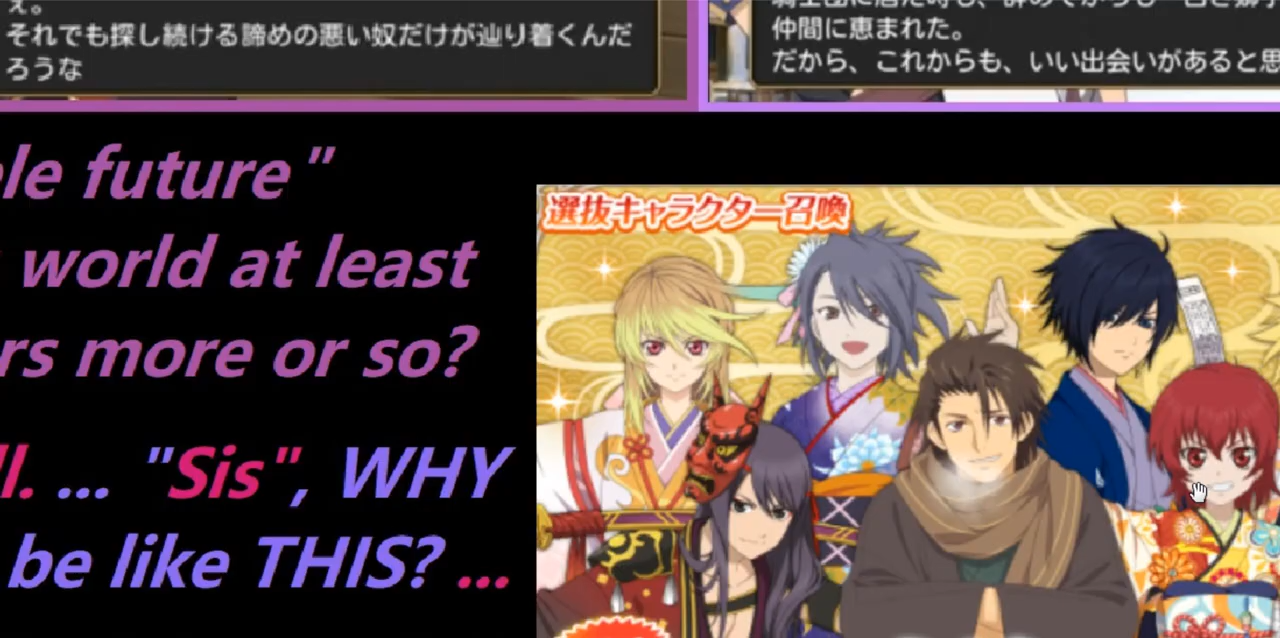 え。
それでも探し続ける諦めの悪い奴だけが辿り着くんだ
ろうな
仲間に恵まれた。
だから、これからも、いい出会いがあると思
le future"
world at least
rs more or so?
ll. ... "Sis", WHY
be like THIS? ...
選抜キャラクター召喚